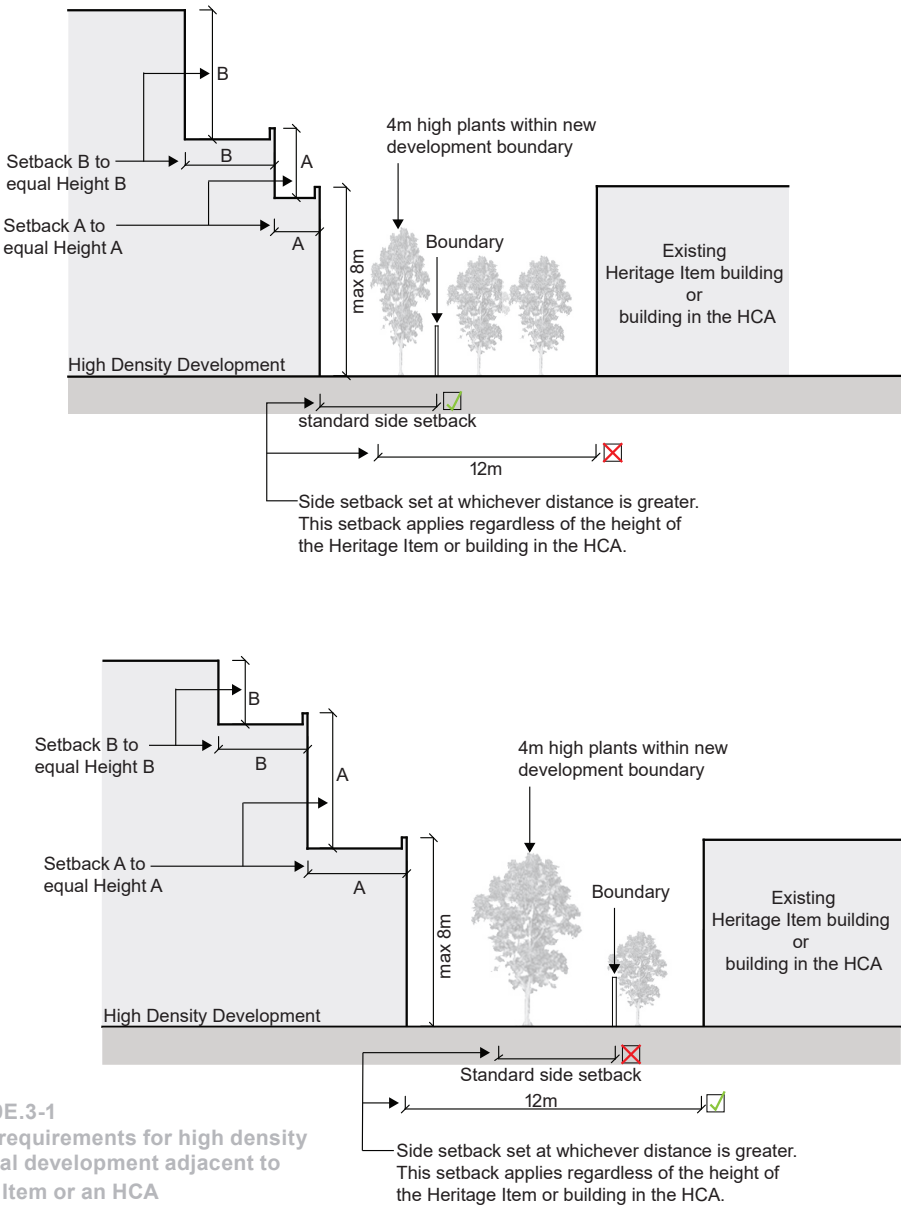 B
4m high plants within new
development boundary
Setback B to
equal Height B
B
A
Setback A to
equal Height A
A
Boundary
max 8m
Existing
Heritage Item building
or
building in the HCA
High Density Development
standard side setback
12m
Side setback set at whichever distance is greater.
This setback applies regardless of the height of
the Heritage Item or building in the HCA.
B
Setback B to
equal Height B
B
A
4m high plants within new
development boundary
Setback A to
equal Height A
A
Boundary
max 8m
Existing
Heritage Item building
or
building in the HCA
High Density Development
Standard side setback
12m
Side setback set at whichever distance is greater.
This setback applies regardless of the height of
the Heritage Item or building in the HCA.
DE.3-1
requirements for high density
al development adjacent to
Item or an HCA